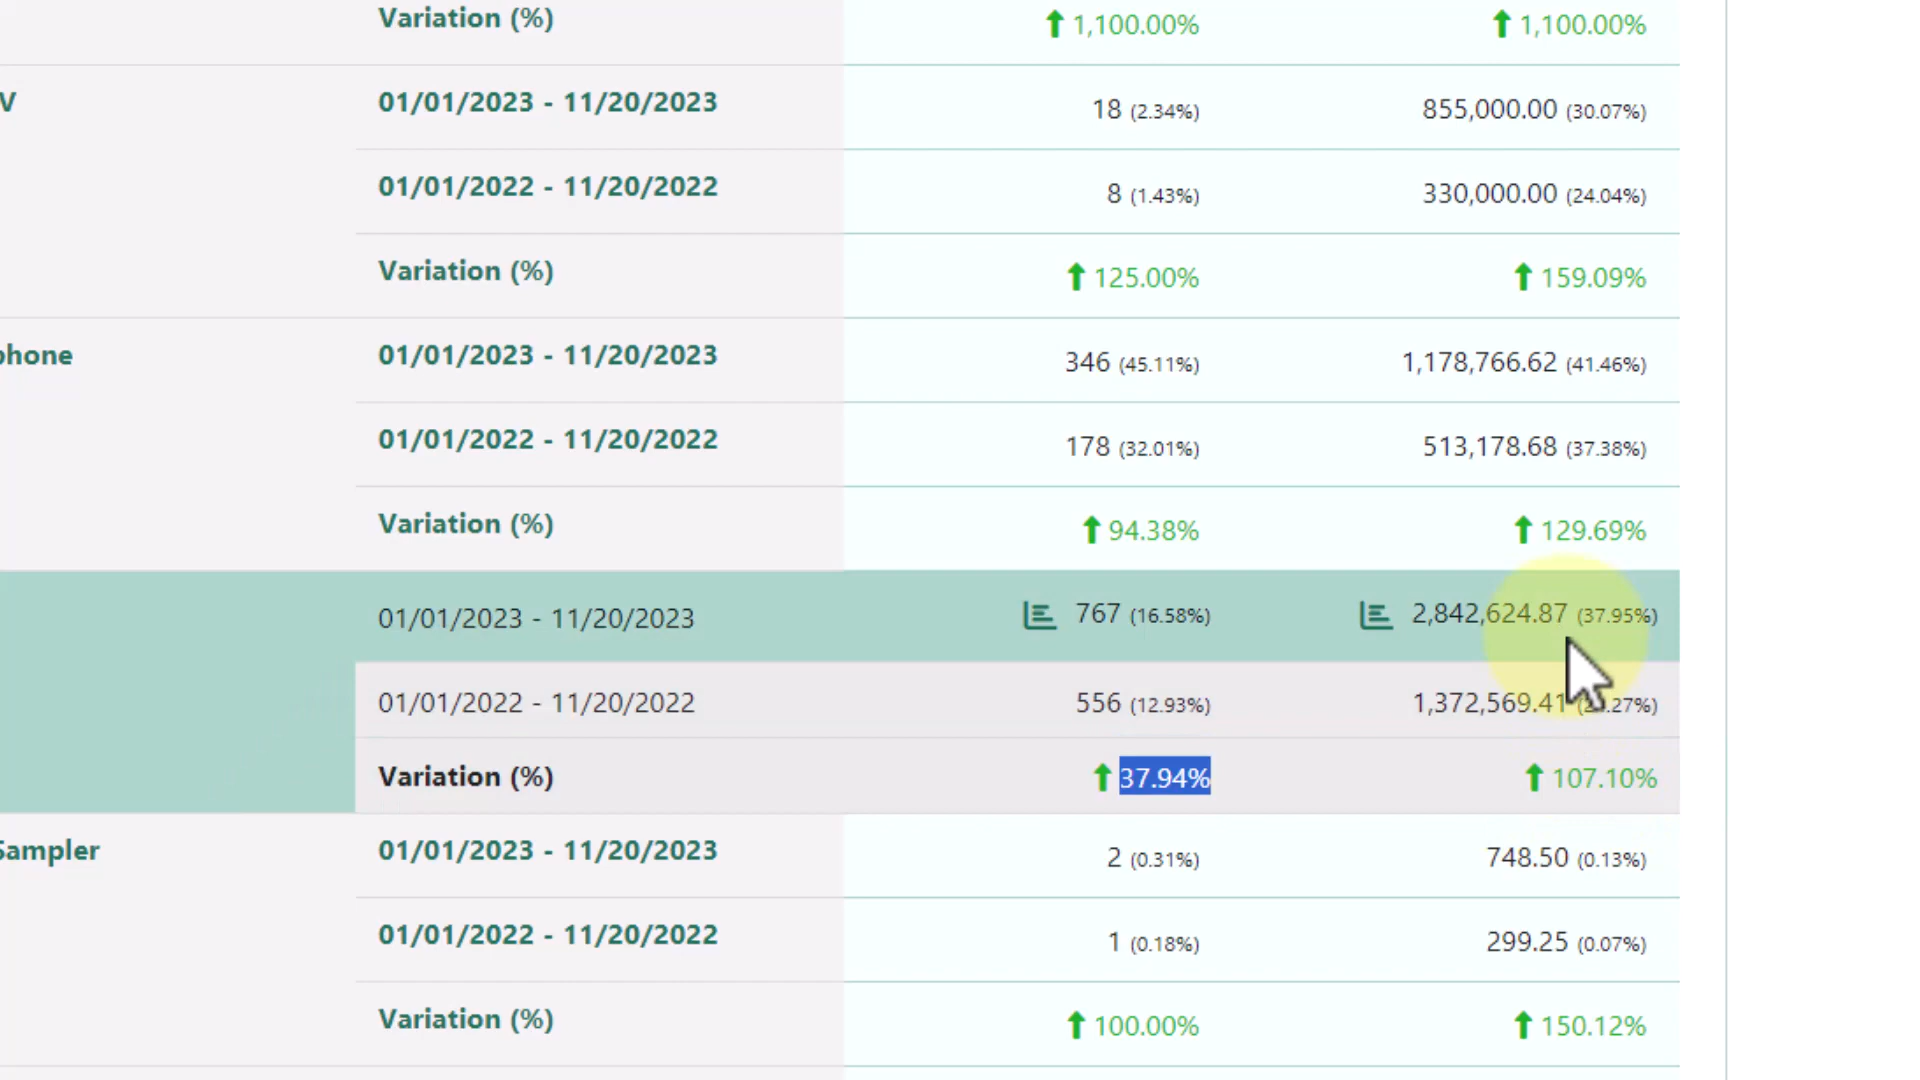 Variation (%) 1,100.00% 1,100.00%
V 01/01/2023 - 11/20/2023 18 (2.34%) 855,000.00 (30.07%)
01/01/2022 - 11/20/2022 8 (1.43%) 330,000.00 (24.04%)
Variation (%) 125.00% 159.09%
phone 01/01/2023 - 11/20/2023 346 (45.11%) 1,178,766.62 (41.46%)
01/01/2022 - 11/20/2022 178 (32.01%) 513,178.68 (37.38%)
Variation (%) 94.38% 129.69%
01/01/2023 - 11/20/2023 767 (16.58%) 2,842,624.87 (37.95%)
01/01/2022 - 11/20/2022 556 (12.93%) 1,372,569.41
Variation (%) 37.94% 107.10%
Sampler 01/01/2023 - 11/20/2023 2 (0.31%) 748.50 (0.13%)
01/01/2022 - 11/20/2022 1 (0.18%) 299.25 (0.07%)
Variation (%) 100.00% 150.12%